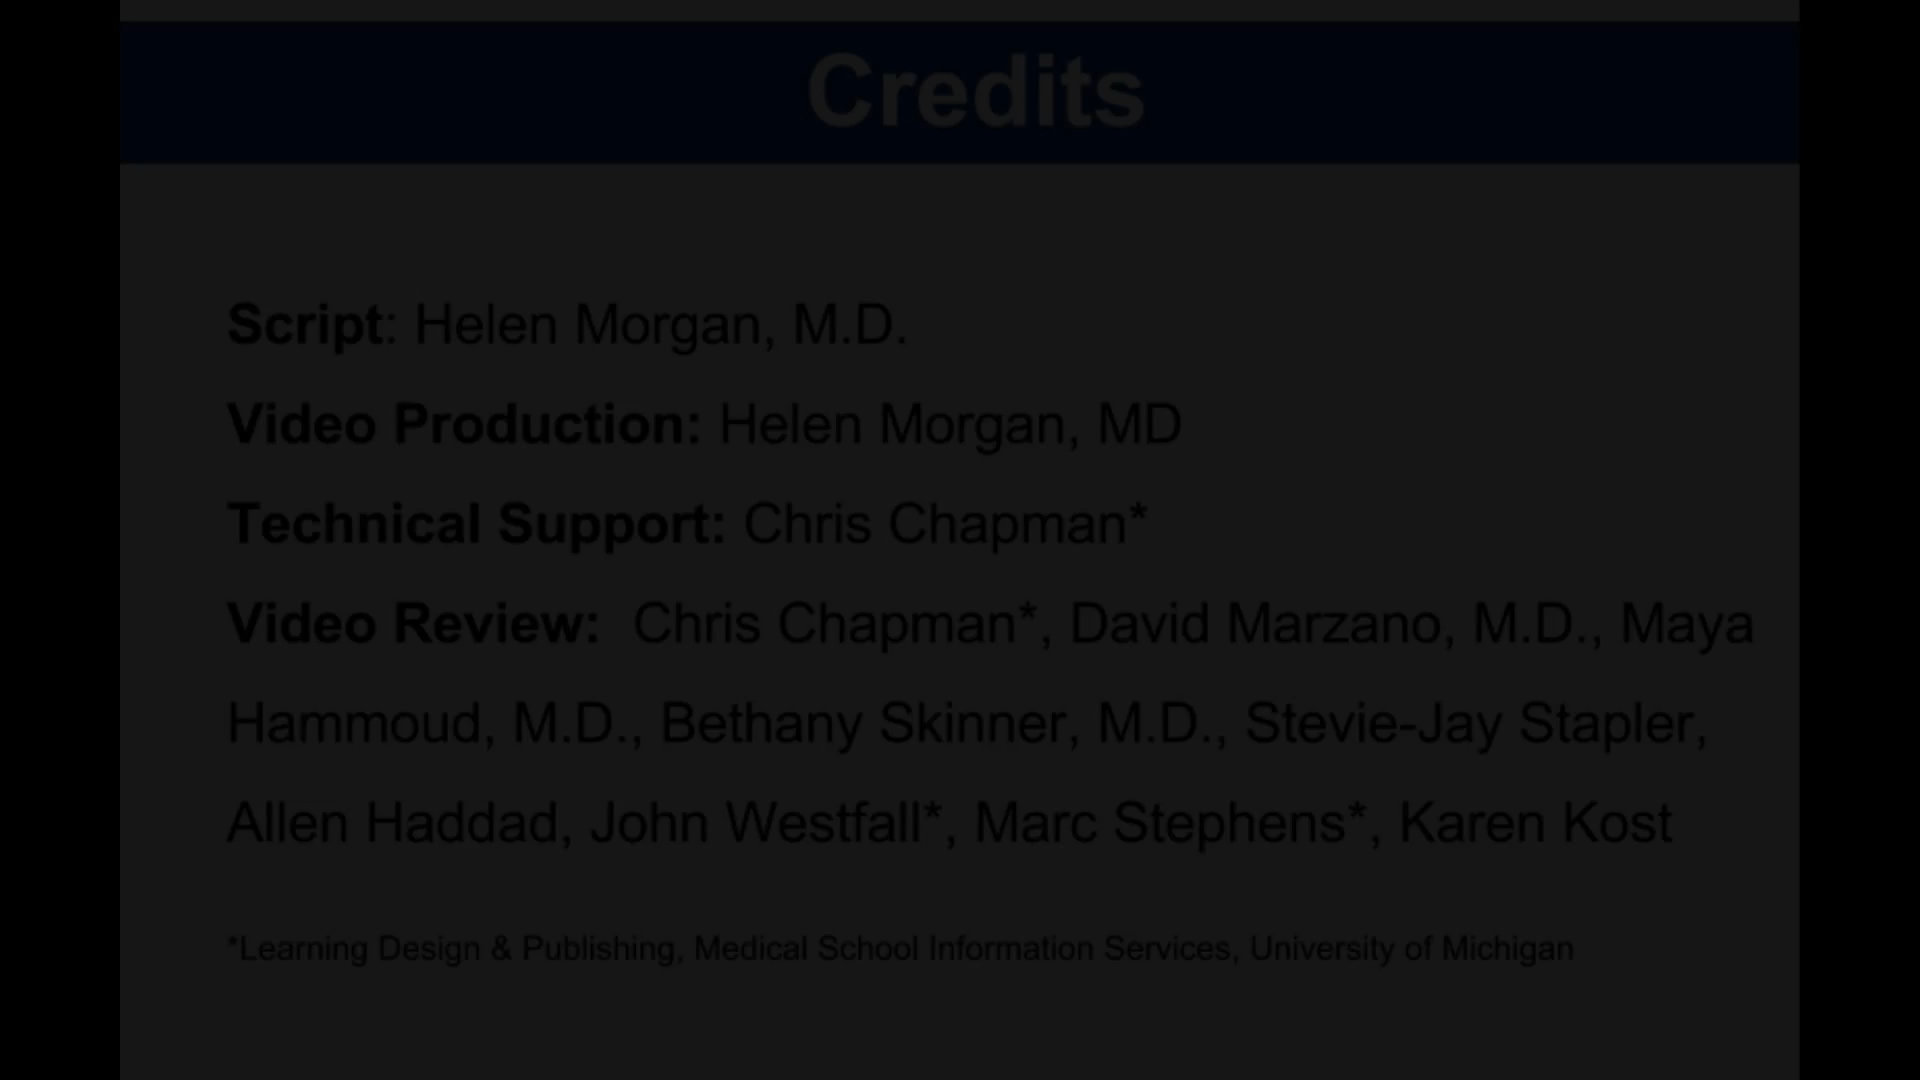 Credits
Script: Helen Morgan, M.D.
Video Production: Helen Morgan, MD
Technical Support: Chris Chapman*
Video Review:  Chris Chapman*, David Marzano, M.D., Maya
Hammoud, M.D., Bethany Skinner, M.D., Stevie-Jay Stapler,
Allen Haddad, John Westfall*, Marc Stephens*, Karen Kost
*Learning Design & Publishing, Medical School Information Services, University of Michigan